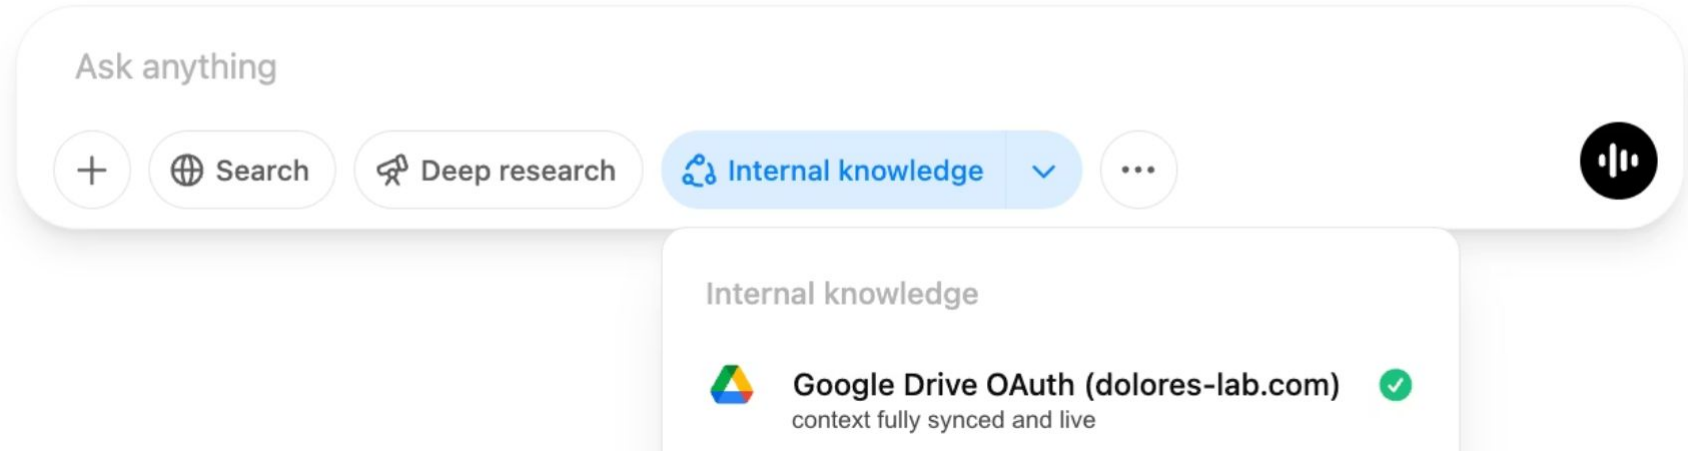 Ask anything
Search Deep research Internal knowledge
Internal knowledge
Google Drive OAuth (dolores-lab.com)
context fully synced and live